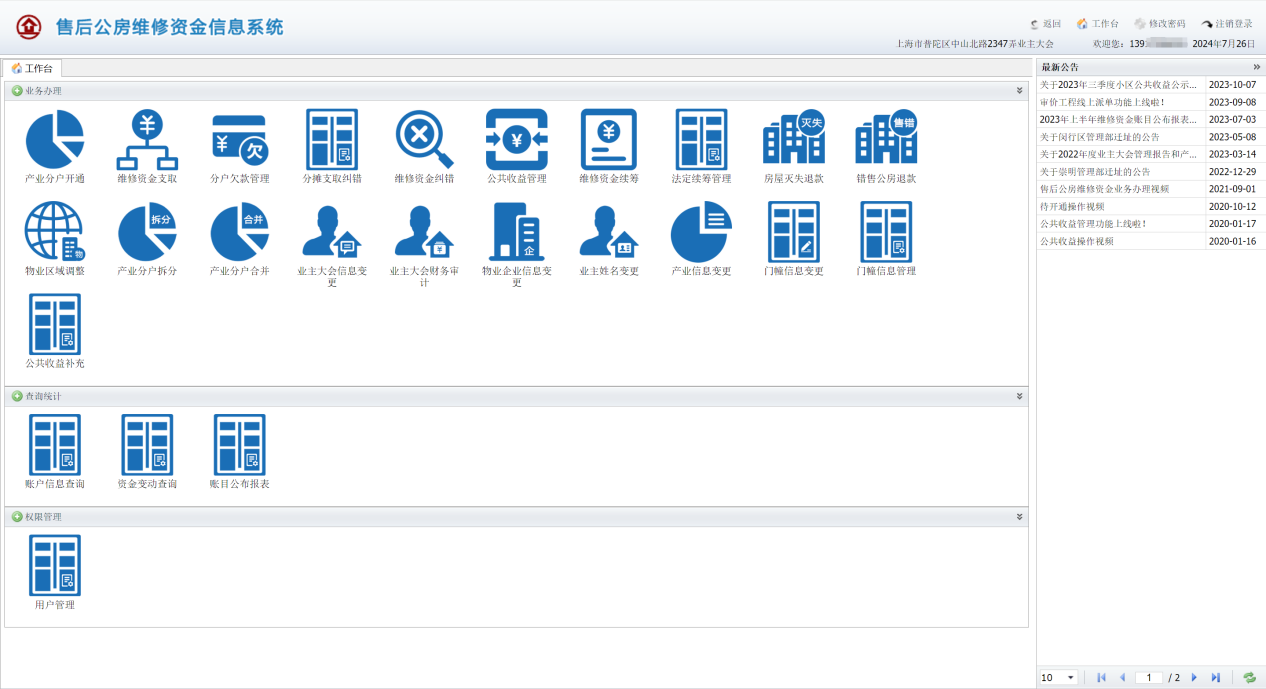 售后公房维修资金信息系统
返回 工作台 修改密码 注销登录
上海市普陀区中山北路2347弄业主大会 欢迎您: 139 2024年7月26日
工作台
业务办理
¥ ¥ 欠 ¥ ¥ 灭失 售错
产业分户开通 维修资金支取 分户欠款管理 分摊支取纠错 维修资金纠错 公共收益管理 维修资金续筹 法定续筹管理 房屋灭失退款 错售公房退款
物 拆分 合并 ¥ 企
物业区域调整 产业分户拆分 产业分户合并 业主大会信息变更 业主大会财务审计 物业企业信息变更 业主姓名变更 产业信息变更 门幢信息变更 门幢信息管理
公共收益补充
查询统计
账户信息查询 资金变动查询 账目公布报表
权限管理
用户管理
最新公告
关于2023年三季度小区公共收益公示... 2023-10-07
审价工程线上派单功能上线啦! 2023-09-08
2023年上半年维修资金账目公布报表... 2023-07-03
关于闵行区管理部迁址的公告 2023-05-08
关于2022年度业主大会管理报告和产... 2023-03-14
关于崇明管理部迁址的公告 2022-12-29
售后公房维修资金业务办理视频 2021-09-01
待开通操作视频 2020-10-12
公共收益管理功能上线啦! 2020-01-17
公共收益操作视频 2020-01-16
10 1 / 2